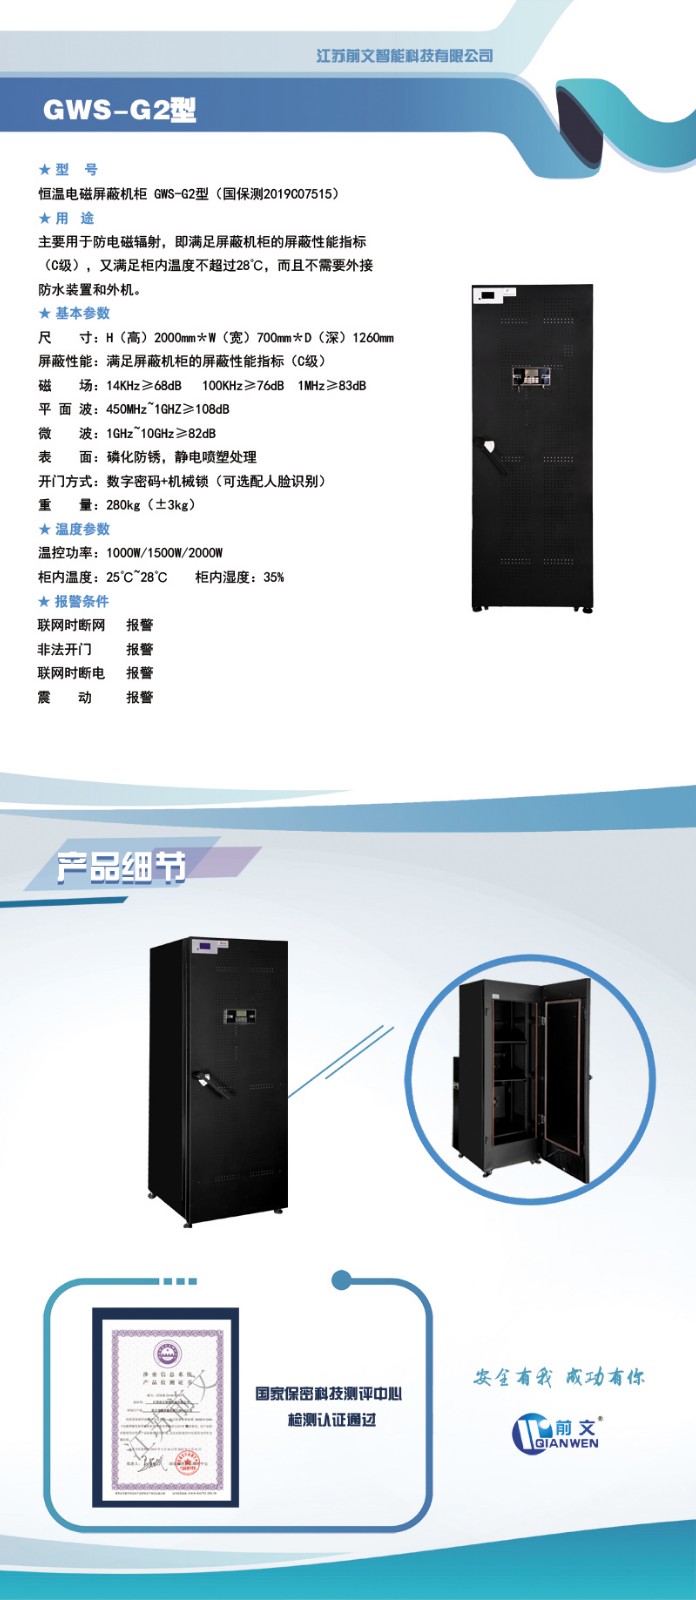 江苏前文智能科技有限公司
GWS-G2型
★ 型 号
恒温电磁屏蔽机柜 GWS-G2型（国保测2019C07515）
★ 用 途
主要用于防电磁辐射，即满足屏蔽机柜的屏蔽性能指标
（C级），又满足柜内温度不超过28℃，而且不需要外接
防水装置和外机。
★ 基本参数
尺 寸：H（高）2000mm*W（宽）700mm*D（深）1260mm
屏蔽性能：满足屏蔽机柜的屏蔽性能指标（C级）
磁 场：14KHz≥68dB 100KHz≥76dB 1MHz≥83dB
平 面 波：450MHz~1GHZ≥108dB
微 波：1GHz~10GHz≥82dB
表 面：磷化防锈，静电喷塑处理
开门方式：数字密码+机械锁（可选配人脸识别）
重 量：280kg（±3kg）
★ 温度参数
温控功率：1000W/1500W/2000W
柜内温度：25℃~28℃ 柜内湿度：35%
★ 报警条件
联网时断网 报警
非法开门 报警
联网时断电 报警
震 动 报警
产品细节
涉密信息系统
产品检测证书
国家保密科技测评中心
检测认证通过
安全有我 成功有你
前文®
QIANWEN